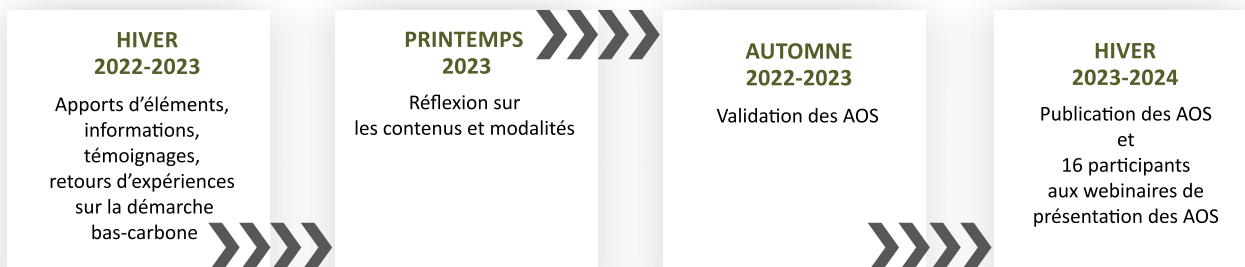 HIVER
2022-2023
Apports d’éléments,
informations,
témoignages,
retours d’expériences
sur la démarche
bas-carbone
PRINTEMPS
2023
Réflexion sur
les contenus et modalités
AUTOMNE
2022-2023
Validation des AOS
HIVER
2023-2024
Publication des AOS
et
16 participants
aux webinaires de
présentation des AOS